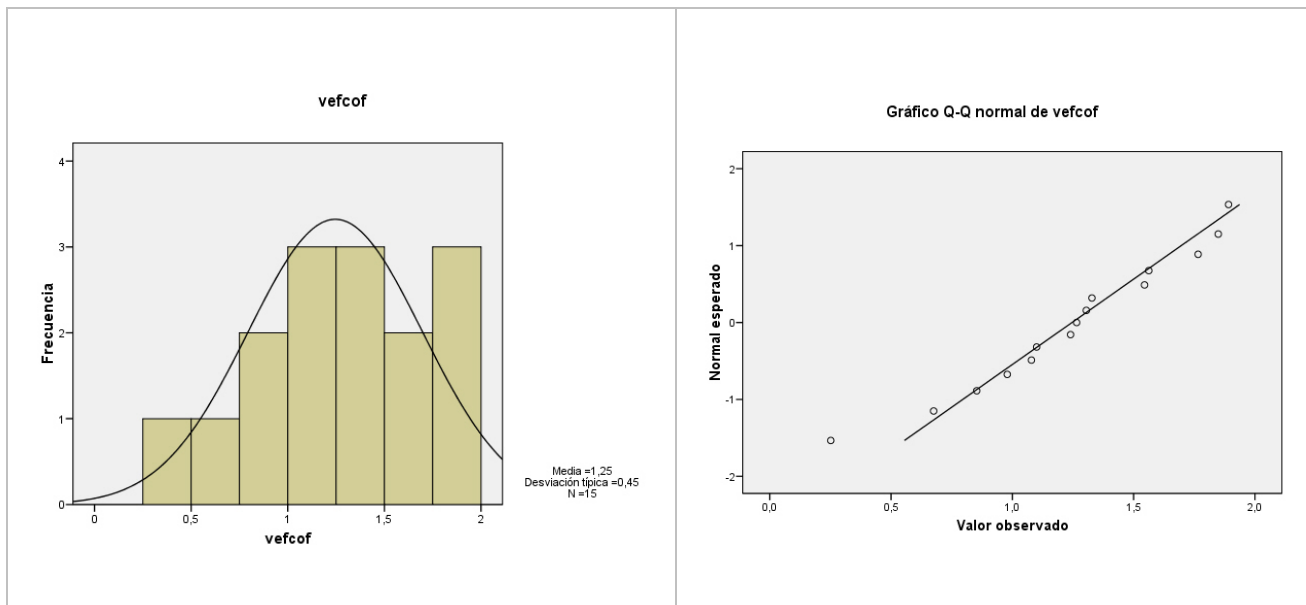 vefcof
4
3
2
1
0
Frecuencia
0
0,5
1
1,5
2
vefcof
Media =1,25
Desviación típica =0,45
N =15
Gráfico Q-Q normal de vefcof
2
1
0
-1
-2
Normal esperado
0,0
0,5
1,0
1,5
2,0
Valor observado